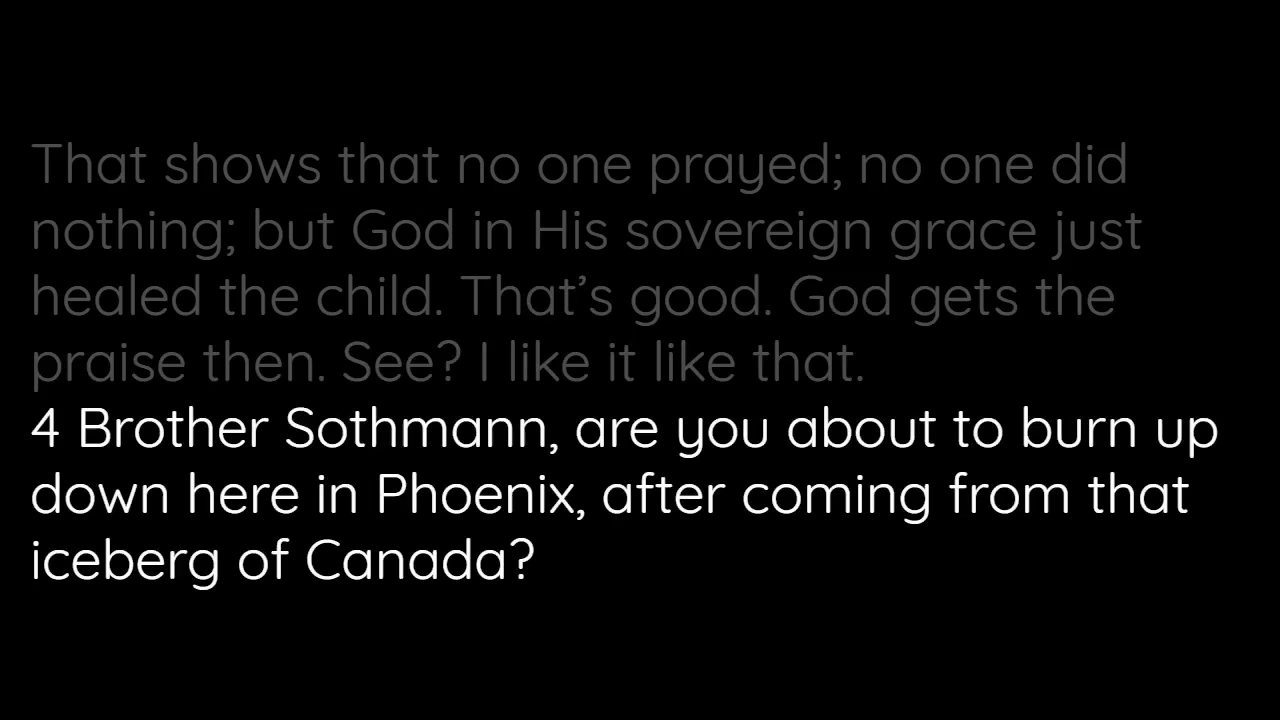 That shows that no one prayed; no one did
nothing; but God in His sovereign grace just
healed the child. That’s good. God gets the
praise then. See? I like it like that.
4 Brother Sothmann, are you about to burn up
down here in Phoenix, after coming from that
iceberg of Canada?